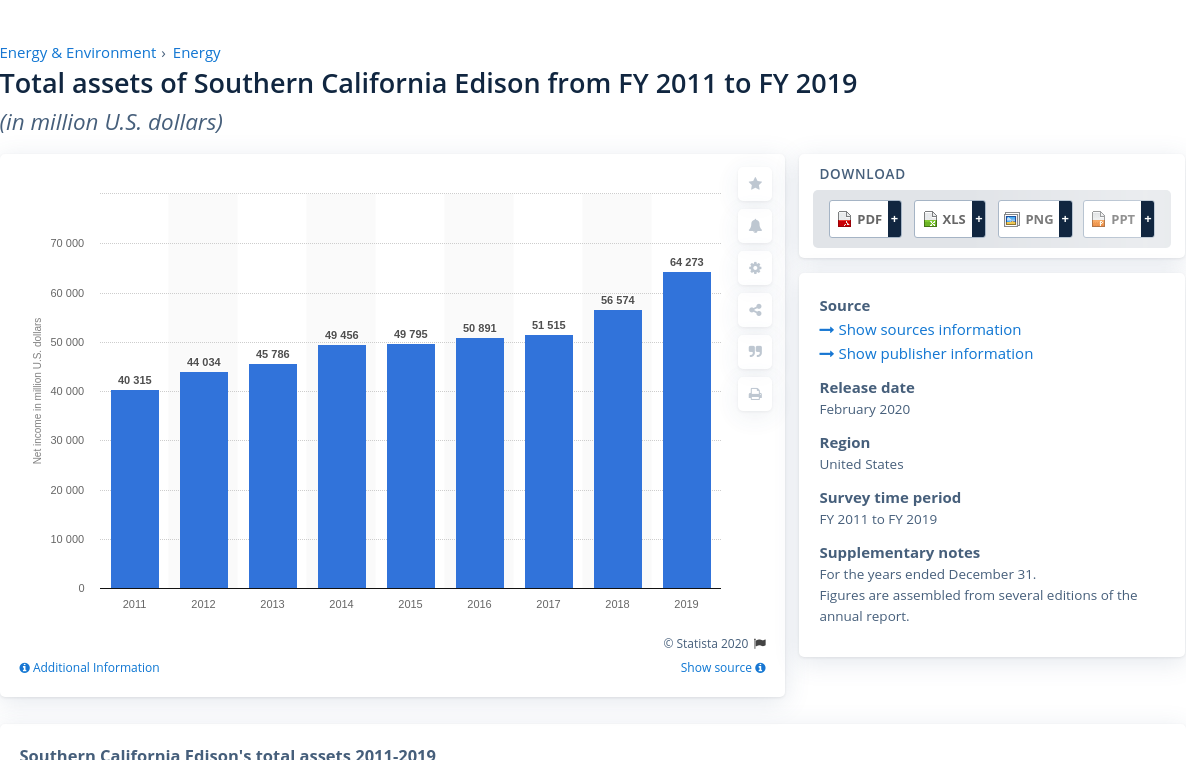 Energy & Environment › Energy
Total assets of Southern California Edison from FY 2011 to FY 2019
(in million U.S. dollars)
Net income in million U.S. dollars
70 000
60 000
50 000
40 000
30 000
20 000
10 000
0
40 315
44 034
45 786
49 456
49 795
50 891
51 515
56 574
64 273
2011 2012 2013 2014 2015 2016 2017 2018 2019
© Statista 2020
Additional Information
Show source
DOWNLOAD
PDF + XLS + PNG + PPT +
Source
Show sources information
Show publisher information
Release date
February 2020
Region
United States
Survey time period
FY 2011 to FY 2019
Supplementary notes
For the years ended December 31.
Figures are assembled from several editions of the
annual report.
Southern California Edison's total assets 2011-2019